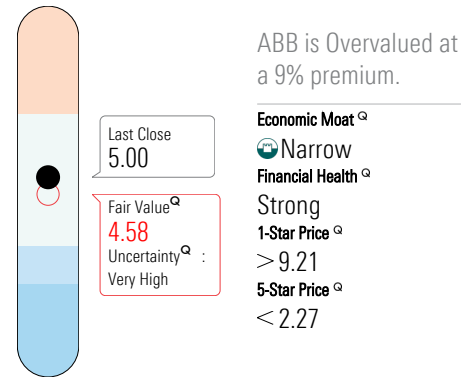 Last Close
5.00
Fair Value Q
4.58
Uncertainty Q :
Very High
ABB is Overvalued at
a 9% premium.
Economic Moat Q
Narrow
Financial Health Q
Strong
1-Star Price Q
>9.21
5-Star Price Q
<2.27